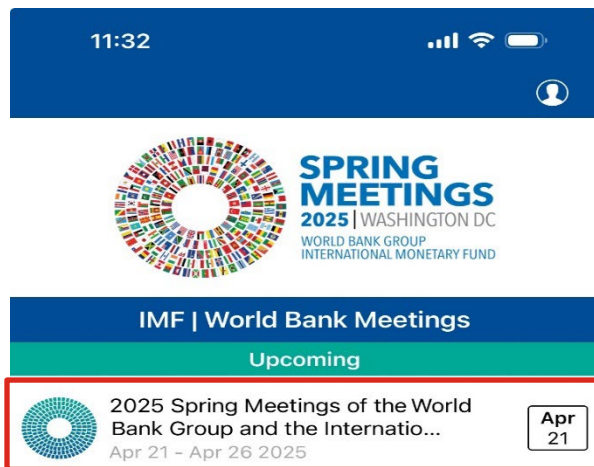 11:32
SPRING
MEETINGS
2025 | WASHINGTON DC
WORLD BANK GROUP
INTERNATIONAL MONETARY FUND
IMF | World Bank Meetings
Upcoming
2025 Spring Meetings of the World
Bank Group and the Internatio...
Apr 21 - Apr 26 2025
Apr
21